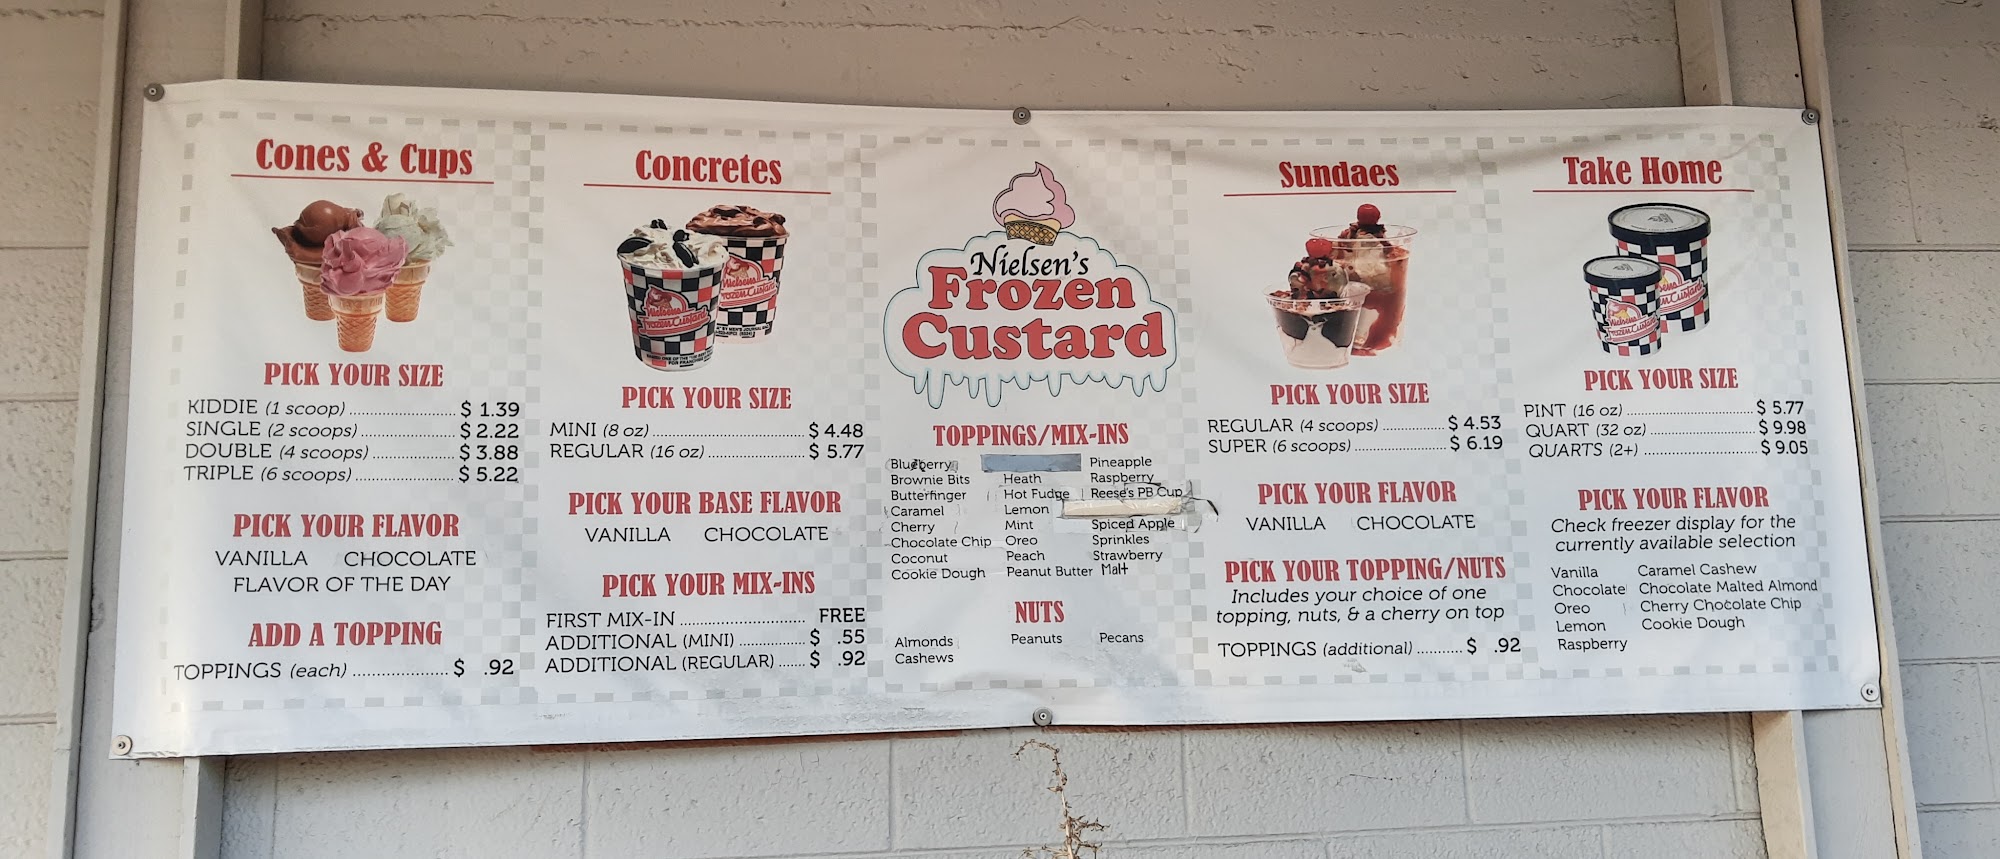 Cones & Cups
PICK YOUR SIZE
KIDDIE (1 scoop) ........................ $ 1.39
SINGLE (2 scoops) ...................... $ 2.22
DOUBLE (4 scoops) ................... $ 3.88
TRIPLE (6 scoops) ....................... $ 5.22
PICK YOUR FLAVOR
VANILLA CHOCOLATE
FLAVOR OF THE DAY
ADD A TOPPING
TOPPINGS (each) ..................... $ .92
Concretes
Nielsen's
Frozen Custard
Nielsen's
Frozen Custard
PICK YOUR SIZE
MINI (8 oz) ................................... $ 4.48
REGULAR (16 oz) ...................... $ 5.77
PICK YOUR BASE FLAVOR
VANILLA CHOCOLATE
PICK YOUR MIX-INS
FIRST MIX-IN ............................ FREE
ADDITIONAL (MINI) ............... $ .55
ADDITIONAL (REGULAR) ...... $ .92
Nielsen's
Frozen
Custard
TOPPINGS/MIX-INS
Blueberry
Brownie Bits
Butterfinger
Caramel
Cherry
Chocolate Chip
Coconut
Cookie Dough
Heath
Hot Fudge
Lemon
Mint
Oreo
Peach
Peanut Butter
Pineapple
Raspberry
Reese's PB Cup
Spiced Apple
Sprinkles
Strawberry
Malt
NUTS
Almonds
Cashews
Peanuts
Pecans
Sundaes
PICK YOUR SIZE
REGULAR (4 scoops) ................ $ 4.53
SUPER (6 scoops) ....................... $ 6.19
PICK YOUR FLAVOR
VANILLA CHOCOLATE
PICK YOUR TOPPING/NUTS
Includes your choice of one
topping, nuts, & a cherry on top
TOPPINGS (additional) ........... $ .92
Take Home
Nielsen's
Frozen Custard
PICK YOUR SIZE
PINT (16 oz) ............................... $ 5.77
QUART (32 oz) .......................... $ 9.98
QUARTS (2+) ............................ $ 9.05
PICK YOUR FLAVOR
Check freezer display for the
currently available selection
Vanilla
Chocolate
Oreo
Lemon
Raspberry
Caramel Cashew
Chocolate Malted Almond
Cherry Chocolate Chip
Cookie Dough